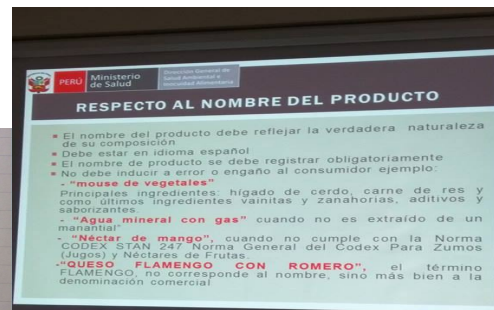 PERÚ
Ministerio
de Salud
Dirección General de
Salud Ambiental e
Inocuidad Alimentaria
RESPECTO AL NOMBRE DEL PRODUCTO
El nombre del producto debe reflejar la verdadera naturaleza
de su composición
Debe estar en idioma español
El nombre de producto se debe registrar obligatoriamente
No debe inducir a error o engaño al consumidor ejemplo:
- "mouse de vegetales"
Principales ingredientes: hígado de cerdo, carne de res y
como últimos ingredientes vainitas y zanahorias, aditivos y
saborizantes.
- "Agua mineral con gas" cuando no es extraído de un
manantial"
- "Néctar de mango", cuando no cumple con la Norma
CODEX STAN 247 Norma General del Codex Para Zumos
(Jugos) y Néctares de Frutas.
-"QUESO FLAMENGO CON ROMERO", el término
FLAMENGO, no corresponde al nombre, sino más bien a la
denominación comercial